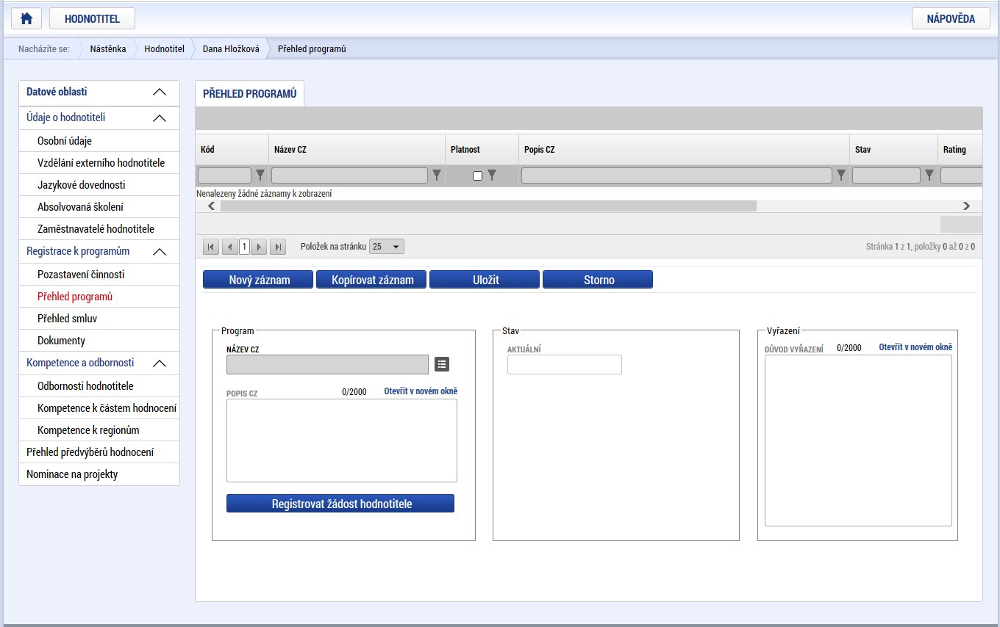 HODNOTITEL
NÁPOVĚDA
Nacházíte se: Nástěnka Hodnotitel Dana Hložková Přehled programů
Datové oblasti
Údaje o hodnotiteli
Osobní údaje
Vzdělání externího hodnotitele
Jazykové dovednosti
Absolvovaná školení
Zaměstnavatelé hodnotitele
Registrace k programům
Pozastavení činnosti
Přehled programů
Přehled smluv
Dokumenty
Kompetence a odbornosti
Odbornosti hodnotitele
Kompetence k částem hodnocení
Kompetence k regionům
Přehled předvýběrů hodnocení
Nominace na projekty
PŘEHLED PROGRAMŮ
Kód Název CZ Platnost Popis CZ Stav Rating
Nenalezeny žádné záznamy k zobrazení
1 Položek na stránku 25 Stránka 1 z 1, položky 0 až 0 z 0
Nový záznam Kopírovat záznam Uložit Storno
Program
NÁZEV CZ
POPIS CZ 0/2000 Otevřít v novém okně
Registrovat žádost hodnotitele
Stav
AKTUÁLNÍ
Vyřazení
DŮVOD VYŘAZENÍ 0/2000 Otevřít v novém okně